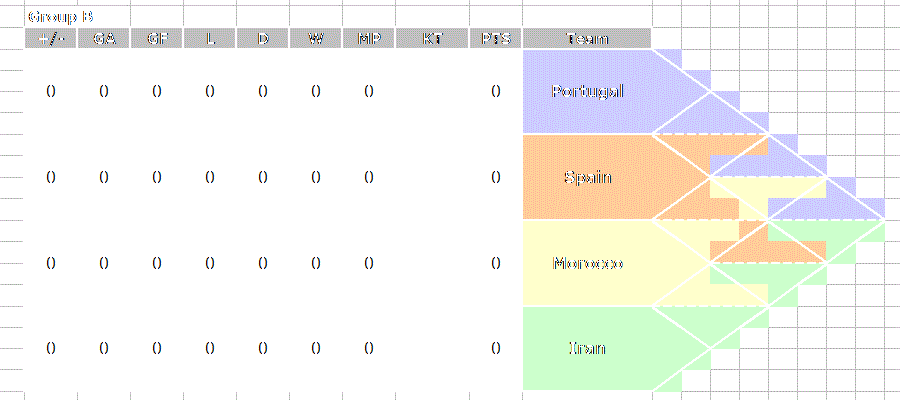 Group B
+/- GA GF L D W MP KT PTS Team
0 0 0 0 0 0 0 0 Portugal
0 0 0 0 0 0 0 0 Spain
0 0 0 0 0 0 0 0 Morocco
0 0 0 0 0 0 0 0 Iran